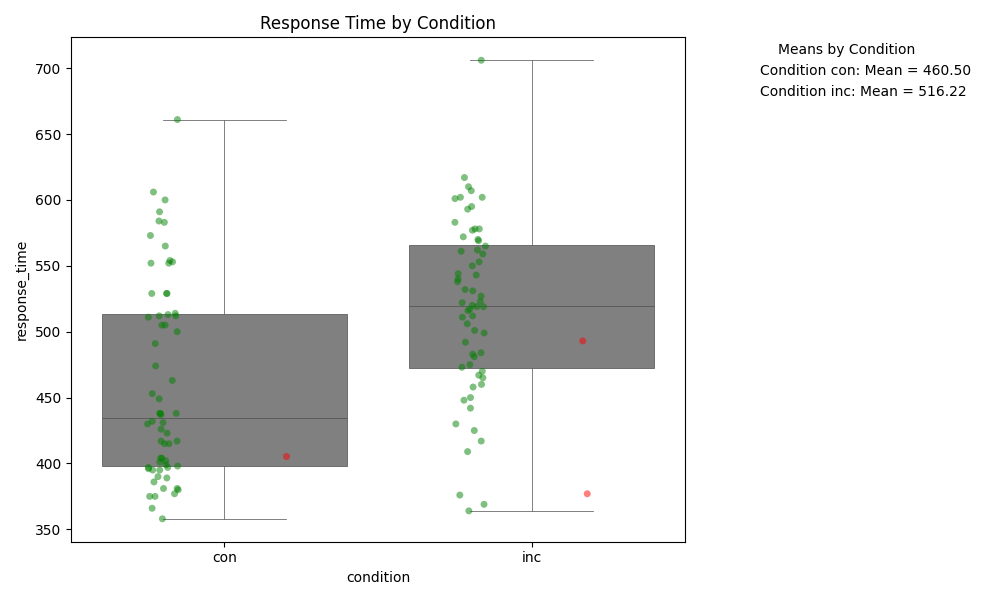 Response Time by Condition
Means by Condition
Condition con: Mean = 460.50
Condition inc: Mean = 516.22
response_time
700
650
600
550
500
450
400
350
con
inc
condition